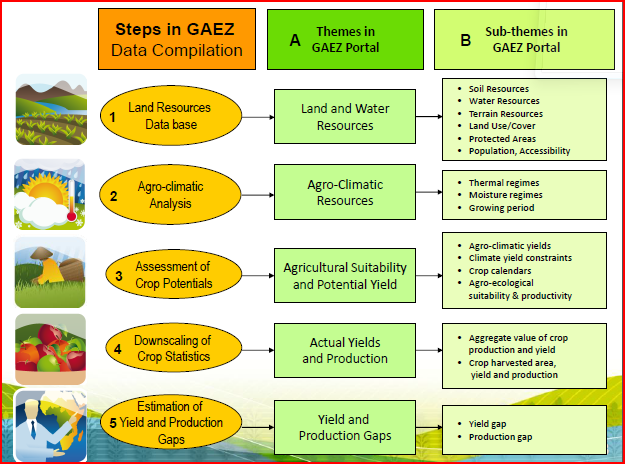 Steps in GAEZ
Data Compilation
A
Themes in
GAEZ Portal
B
Sub-themes in
GAEZ Portal
1
Land Resources
Data base
Land and Water
Resources
• Soil Resources
• Water Resources
• Terrain Resources
• Land Use/Cover
• Protected Areas
• Population, Accessibility
2
Agro-climatic
Analysis
Agro-Climatic
Resources
• Thermal regimes
• Moisture regimes
• Growing period
3
Assessment of
Crop Potentials
Agricultural Suitability
and Potential Yield
• Agro-climatic yields
• Climate yield constraints
• Crop calendars
• Agro-ecological
suitability & productivity
4
Downscaling of
Crop Statistics
Actual Yields
and Production
• Aggregate value of crop
production and yield
• Crop harvested area,
yield and production
5
Estimation of
Yield and Production
Gaps
Yield and
Production Gaps
• Yield gap
• Production gap